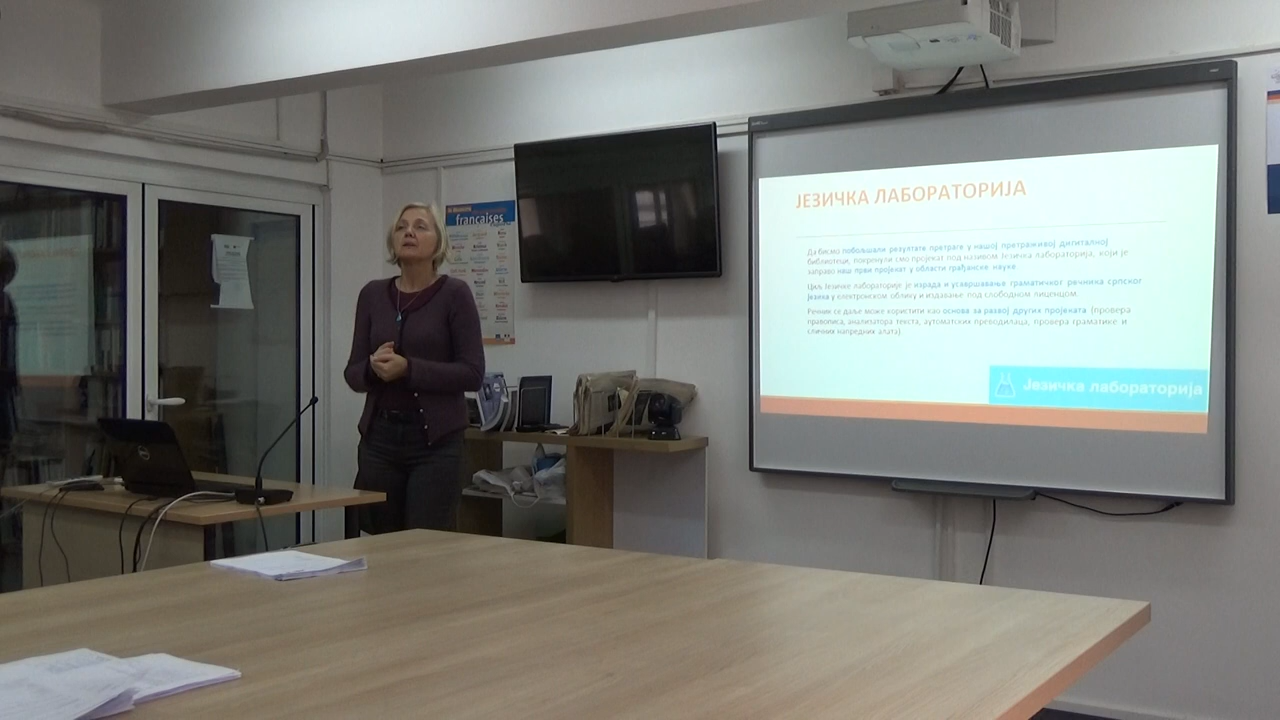 françaises
ЈЕЗИЧКА ЛАБОРАТОРИЈА
Да бисмо побољшали резултате претраге у нашој претраживој дигиталној
библиотеци, покренули смо пројекат под називом Језичка лабораторија, који је
заправо наш први пројекат у области грађанске науке.
Циљ Језичке лабораторије је израда и усавршавање граматичког речника српског
језика у електронском облику и издавање под слободном лиценцом.
Речник се даље може користити као основа за развој других пројеката (провера
правописа, анализатора текста, аутоматских преводилаца, провера граматике и
сличних напредних алата).
Језичка лабораторија